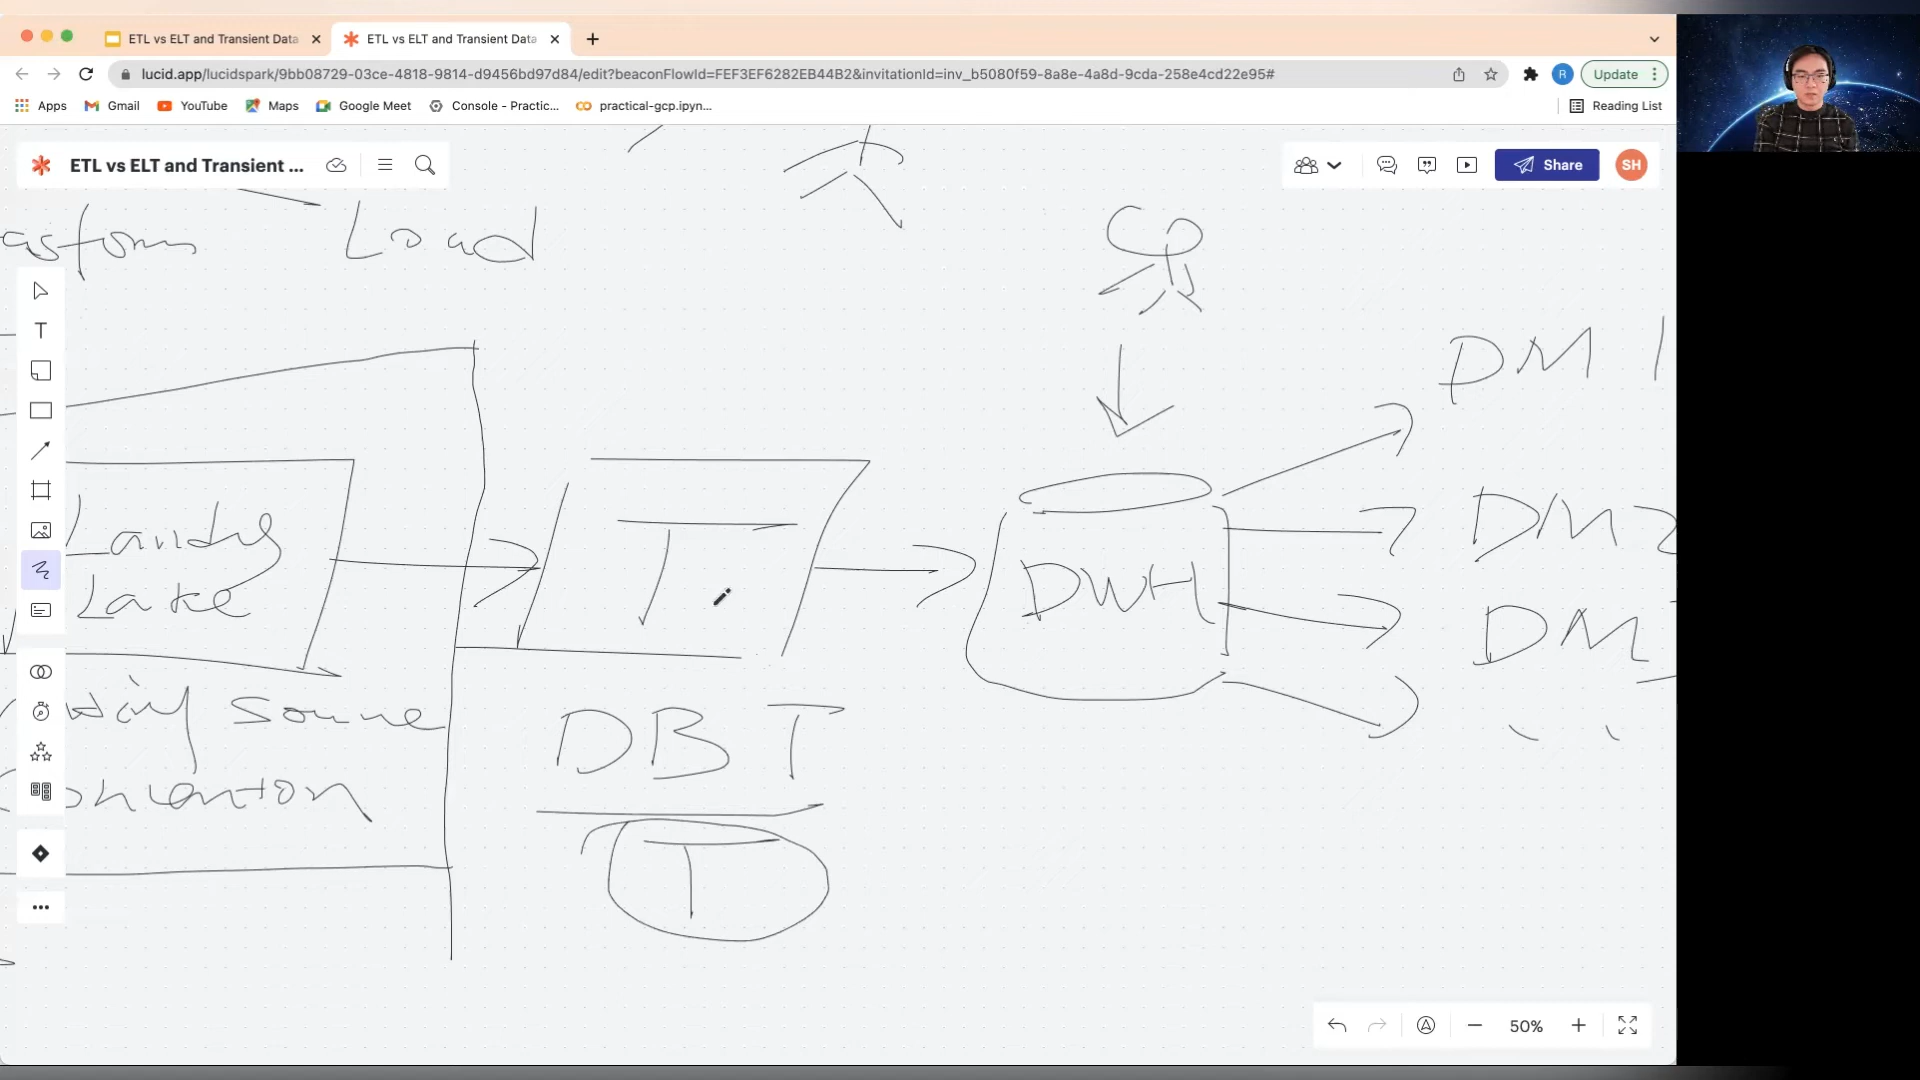 ETL vs ELT and Transient Data
ETL vs ELT and Transient Data
lucid.app/lucidspark/9bb08729-03ce-4818-9814-d9456bd97d84/edit?beaconFlowId=FEF3EF6282EB44B2&invitationId=inv_b5080f59-8a8e-4a8d-9cda-258e4cd22e95#
R
Update
Apps
Gmail
YouTube
Maps
Google Meet
Console - Practic...
practical-gcp.ipyn...
Reading List
ETL vs ELT and Transient ...
Share
SH
Load
DM 1
T
Landing
Lake
T
DWH
DM 2
DM
source
DBT
T
50%